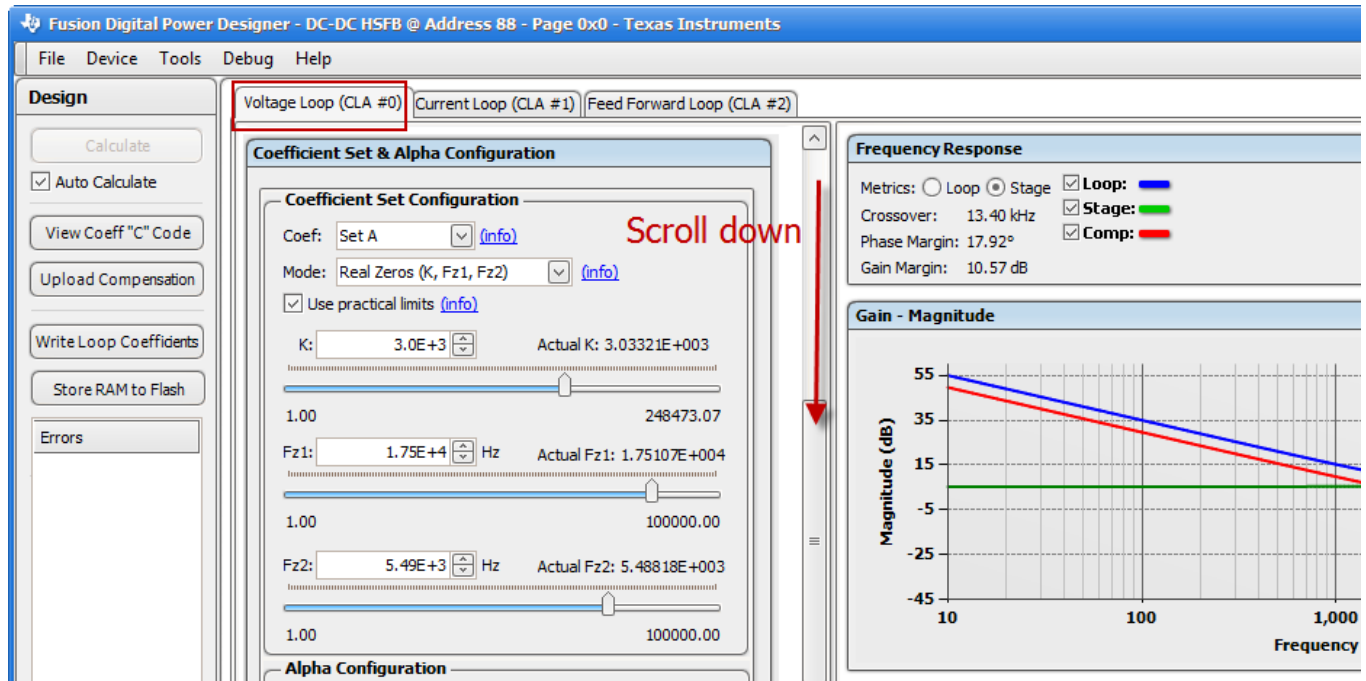 Fusion Digital Power Designer - DC-DC HSFB @ Address 88 - Page 0x0 - Texas Instruments
File Device Tools Debug Help
Design
Calculate
Auto Calculate
View Coeff "C" Code
Upload Compensation
Write Loop Coefficients
Store RAM to Flash
Errors
Voltage Loop (CLA #0) Current Loop (CLA #1) Feed Forward Loop (CLA #2)
Coefficient Set & Alpha Configuration
Coefficient Set Configuration
Coef: Set A (info)
Scroll down
Mode: Real Zeros (K, Fz1, Fz2) (info)
Use practical limits (info)
K: 3.0E+3 Actual K: 3.03321E+003
1.00 248473.07
Fz1: 1.75E+4 Hz Actual Fz1: 1.75107E+004
1.00 100000.00
Fz2: 5.49E+3 Hz Actual Fz2: 5.48818E+003
1.00 100000.00
Alpha Configuration
Frequency Response
Metrics: Loop Stage Loop:
Crossover: 13.40 kHz Stage:
Phase Margin: 17.92° Comp:
Gain Margin: 10.57 dB
Gain - Magnitude
Magnitude (dB)
55
35
15
-5
-25
-45
10 100 1,000
Frequency